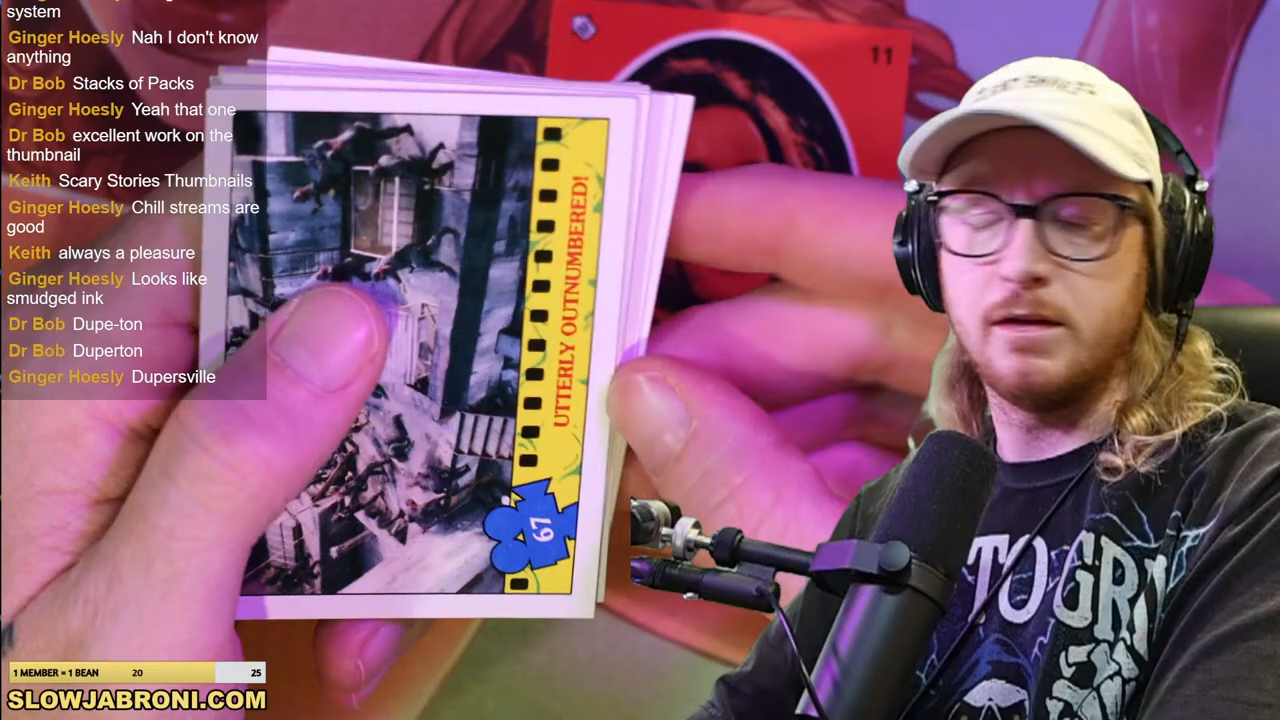 system
Ginger Hoesly Nah I don't know
anything
Dr Bob Stacks of Packs
Ginger Hoesly Yeah that one
Dr Bob excellent work on the
thumbnail
Keith Scary Stories Thumbnails
Ginger Hoesly Chill streams are
good
Keith always a pleasure
Ginger Hoesly Looks like
smudged ink
Dr Bob Dupe-ton
Dr Bob Duperton
Ginger Hoesly Dupersville
1 MEMBER = 1 BEAN 20 25
SLOWJABRONI.COM
UTTERLY OUTNUMBERED!
67
11
TOGR